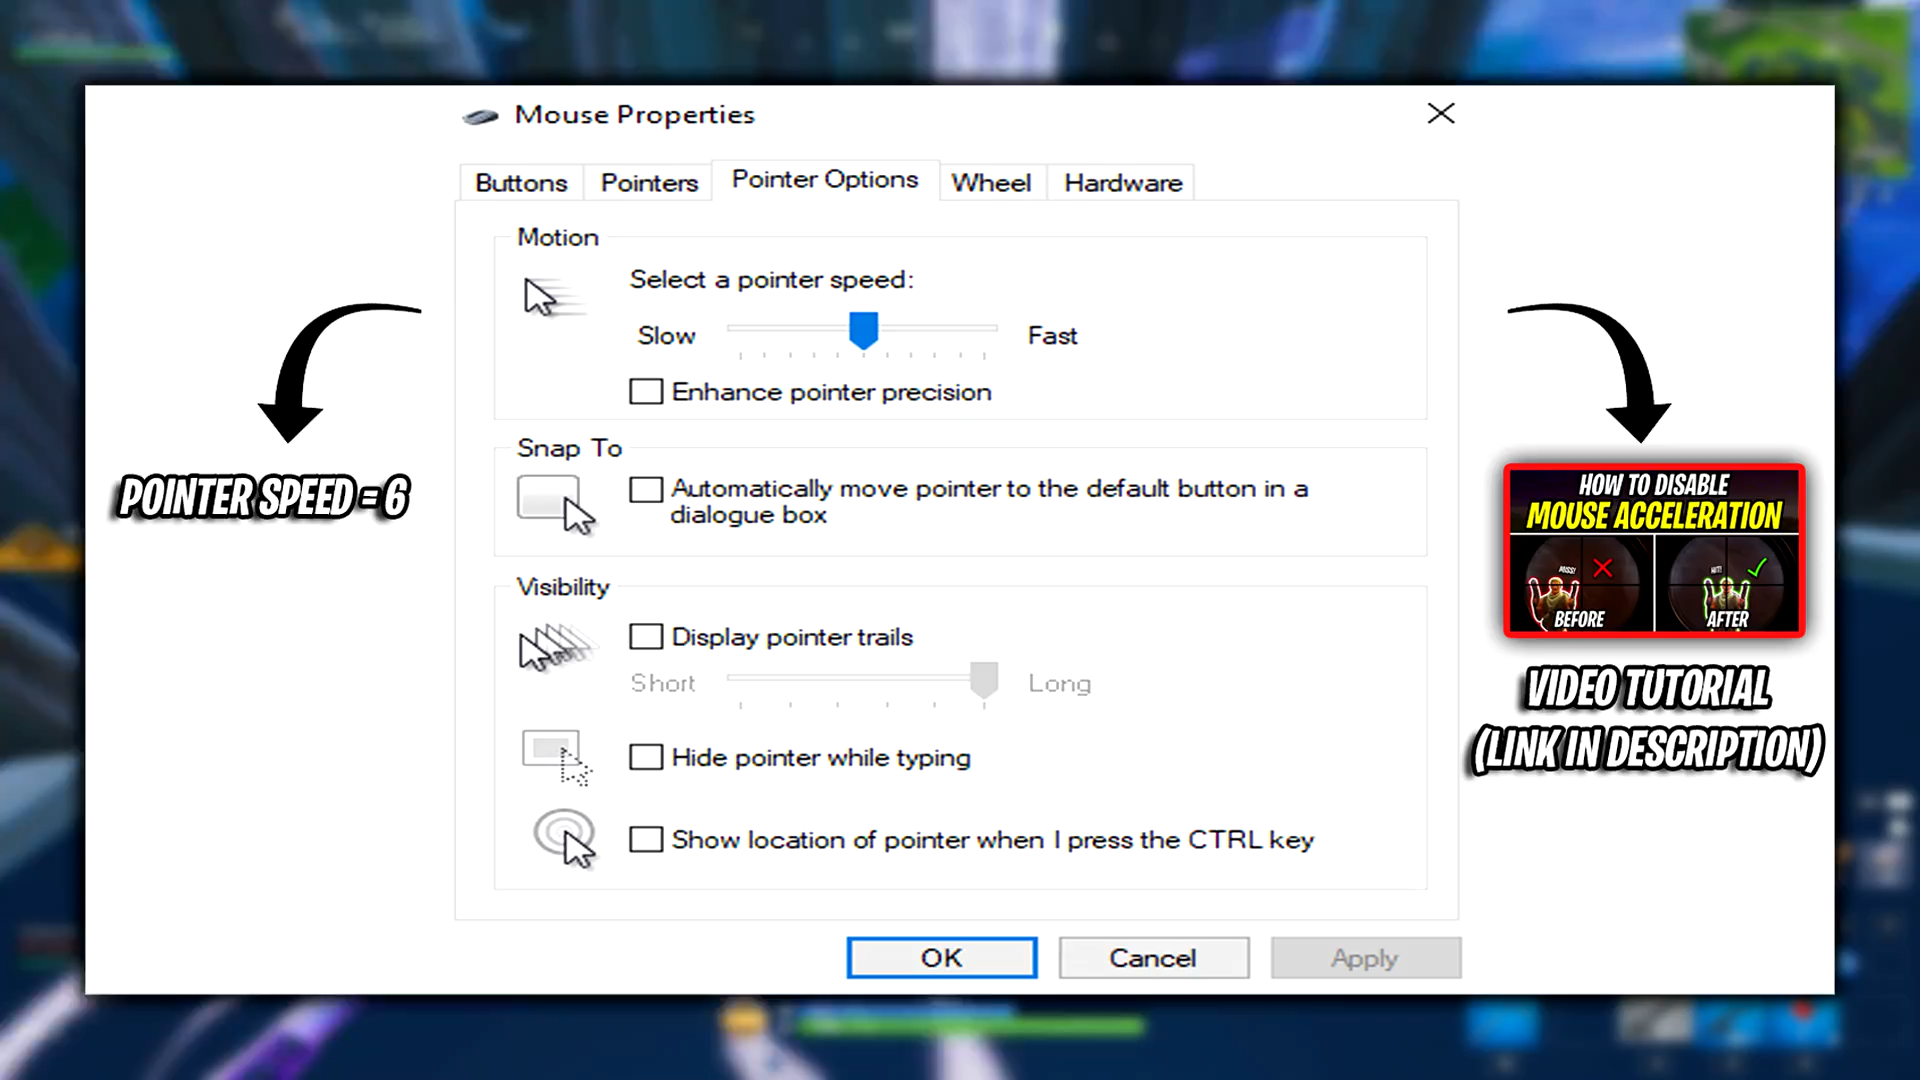 Mouse Properties
Buttons
Pointers
Pointer Options
Wheel
Hardware
Motion
Select a pointer speed:
Slow
Fast
Enhance pointer precision
Snap To
Automatically move pointer to the default button in a
dialogue box
Visibility
Display pointer trails
Short
Long
Hide pointer while typing
Show location of pointer when I press the CTRL key
OK
Cancel
Apply
POINTER SPEED = 6
HOW TO DISABLE
MOUSE ACCELERATION
MISS!
HIT!
BEFORE
AFTER
VIDEO TUTORIAL
(LINK IN DESCRIPTION)